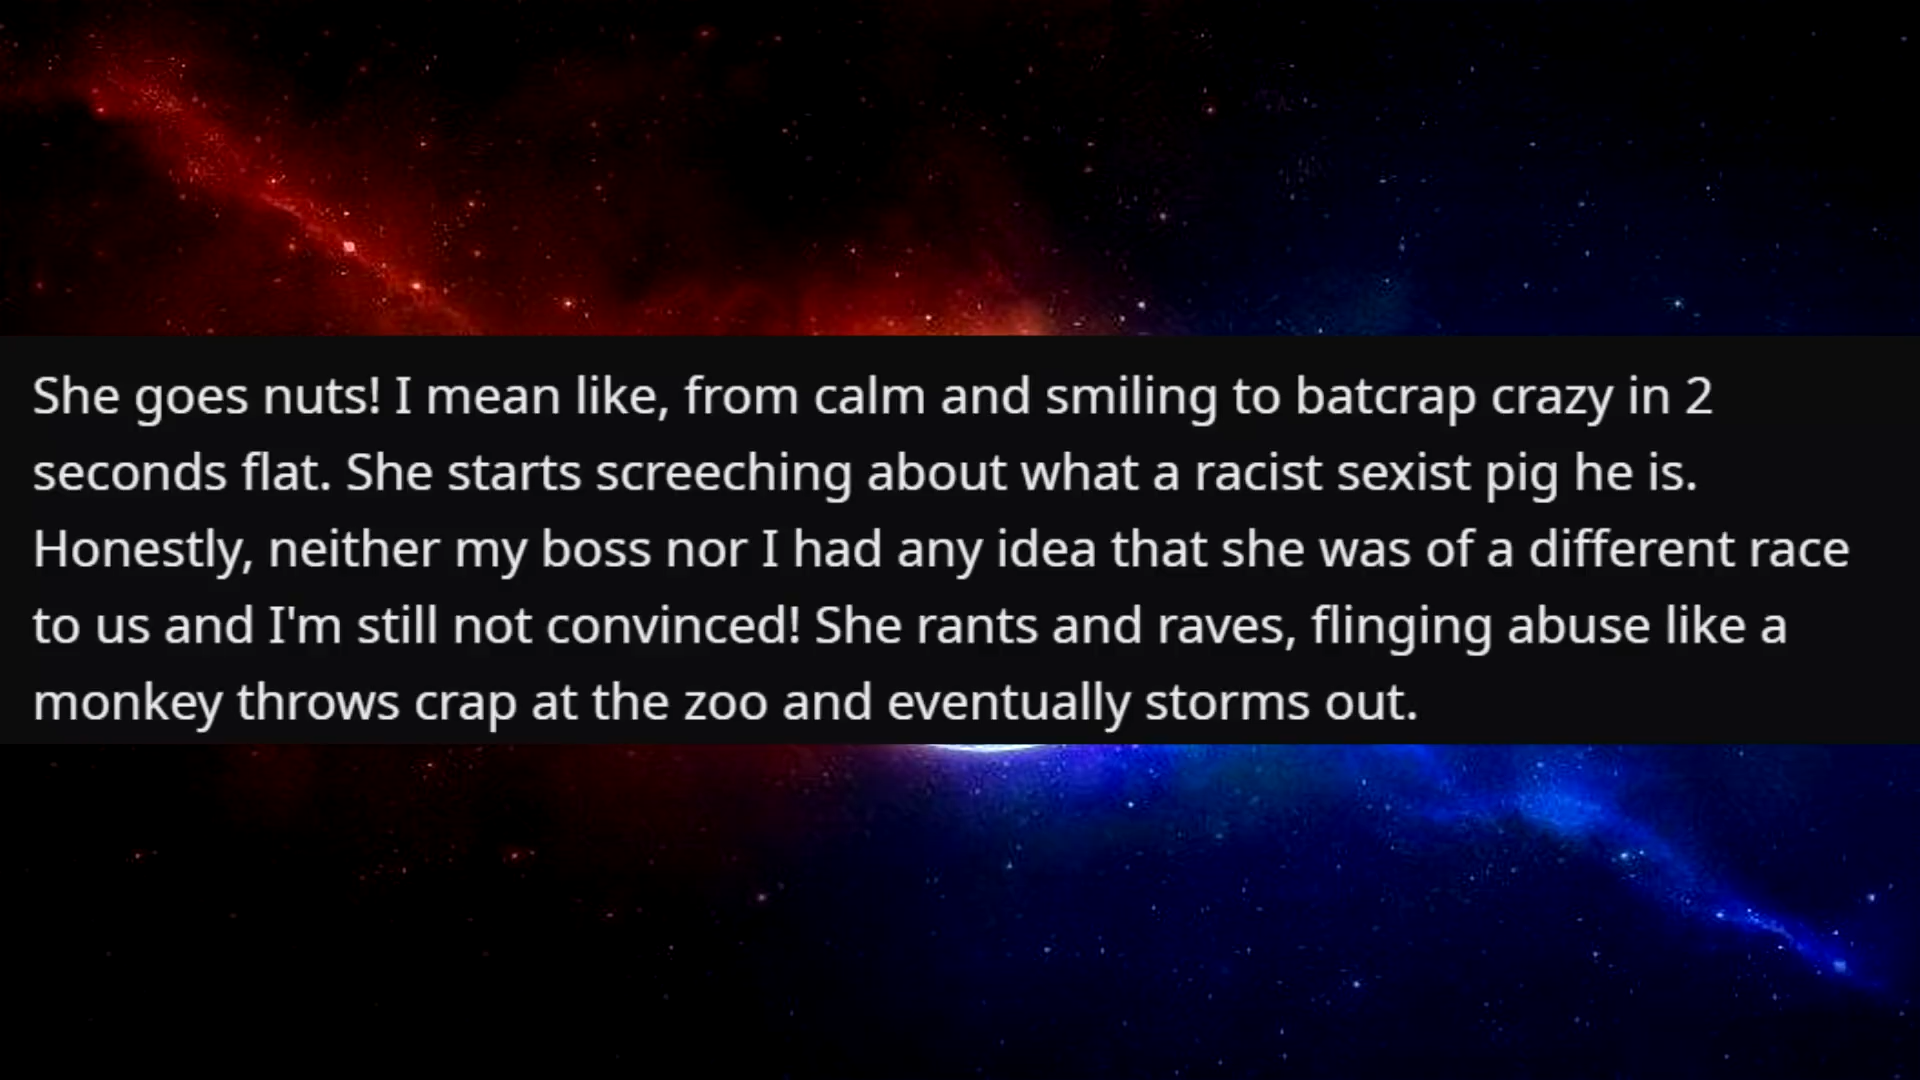 She goes nuts! I mean like, from calm and smiling to batcrap crazy in 2
seconds flat. She starts screeching about what a racist sexist pig he is.
Honestly, neither my boss nor I had any idea that she was of a different race
to us and I'm still not convinced! She rants and raves, flinging abuse like a
monkey throws crap at the zoo and eventually storms out.